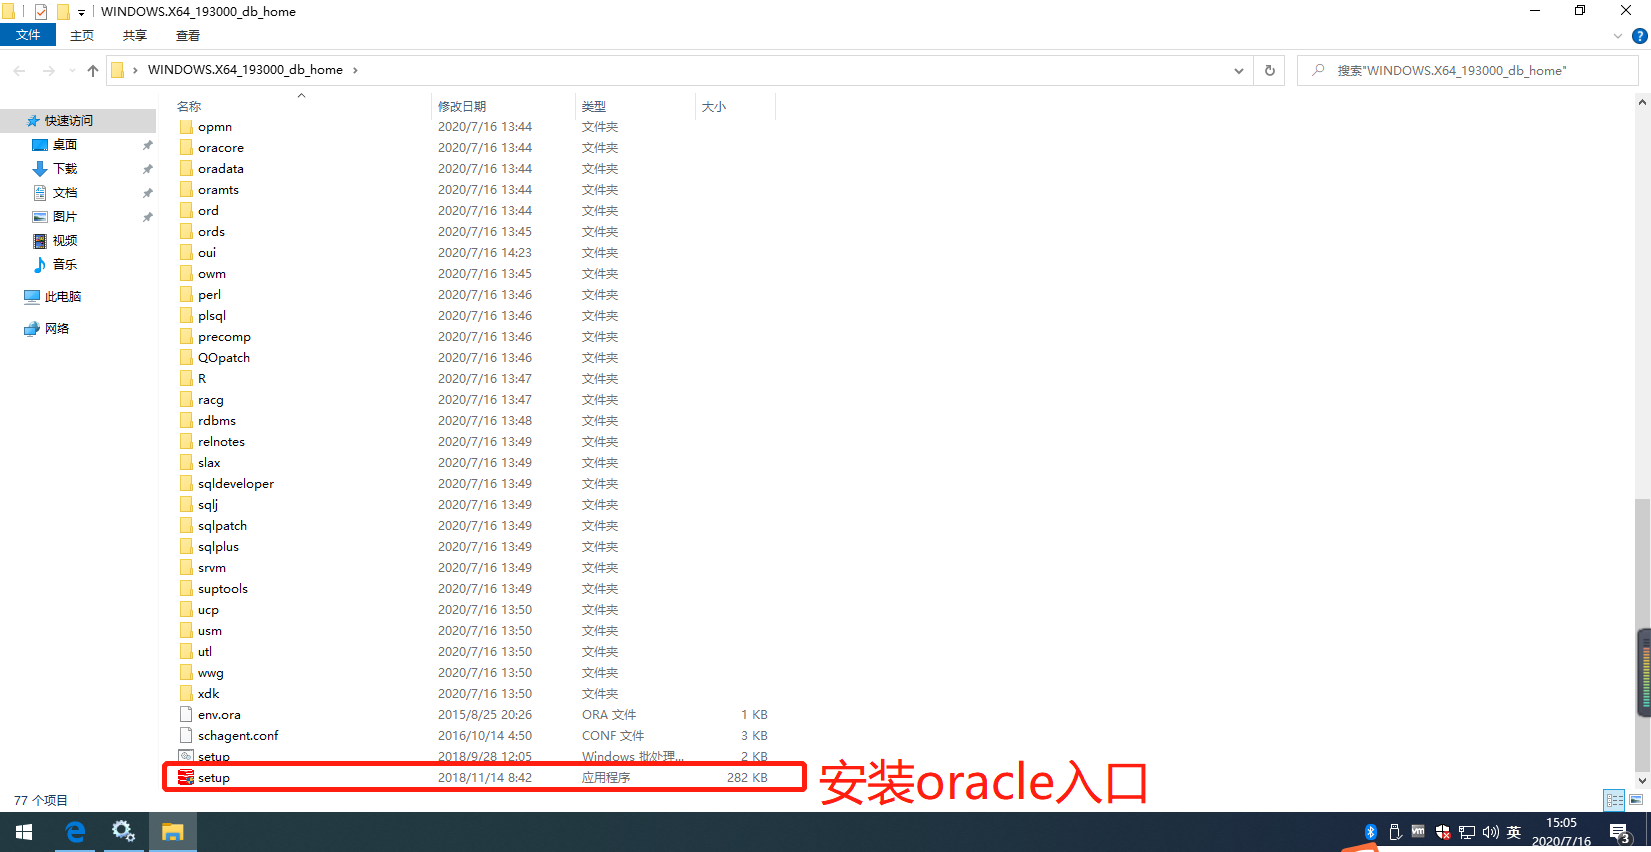 WINDOWS.X64_193000_db_home
文件 主页 共享 查看
WINDOWS.X64_193000_db_home
搜索"WINDOWS.X64_193000_db_home"
快速访问
桌面
下载
文档
图片
视频
音乐
此电脑
网络
名称 修改日期 类型 大小
opmn 2020/7/16 13:44 文件夹
oracore 2020/7/16 13:44 文件夹
oradata 2020/7/16 13:44 文件夹
oramts 2020/7/16 13:44 文件夹
ord 2020/7/16 13:44 文件夹
ords 2020/7/16 13:45 文件夹
oui 2020/7/16 14:23 文件夹
owm 2020/7/16 13:45 文件夹
perl 2020/7/16 13:46 文件夹
plsql 2020/7/16 13:46 文件夹
precomp 2020/7/16 13:46 文件夹
QOpatch 2020/7/16 13:46 文件夹
R 2020/7/16 13:47 文件夹
racg 2020/7/16 13:47 文件夹
rdbms 2020/7/16 13:48 文件夹
relnotes 2020/7/16 13:49 文件夹
slax 2020/7/16 13:49 文件夹
sqldeveloper 2020/7/16 13:49 文件夹
sqlj 2020/7/16 13:49 文件夹
sqlpatch 2020/7/16 13:49 文件夹
sqlplus 2020/7/16 13:49 文件夹
srvm 2020/7/16 13:49 文件夹
suptools 2020/7/16 13:49 文件夹
ucp 2020/7/16 13:50 文件夹
usm 2020/7/16 13:50 文件夹
utl 2020/7/16 13:50 文件夹
wwg 2020/7/16 13:50 文件夹
xdk 2020/7/16 13:50 文件夹
env.ora 2015/8/25 20:26 ORA 文件 1 KB
schagent.conf 2016/10/14 4:50 CONF 文件 3 KB
setup 2018/9/28 12:05 Windows 批处理... 2 KB
setup 2018/11/14 8:42 应用程序 282 KB
安装oracle入口
77 个项目
英
15:05
2020/7/16
3